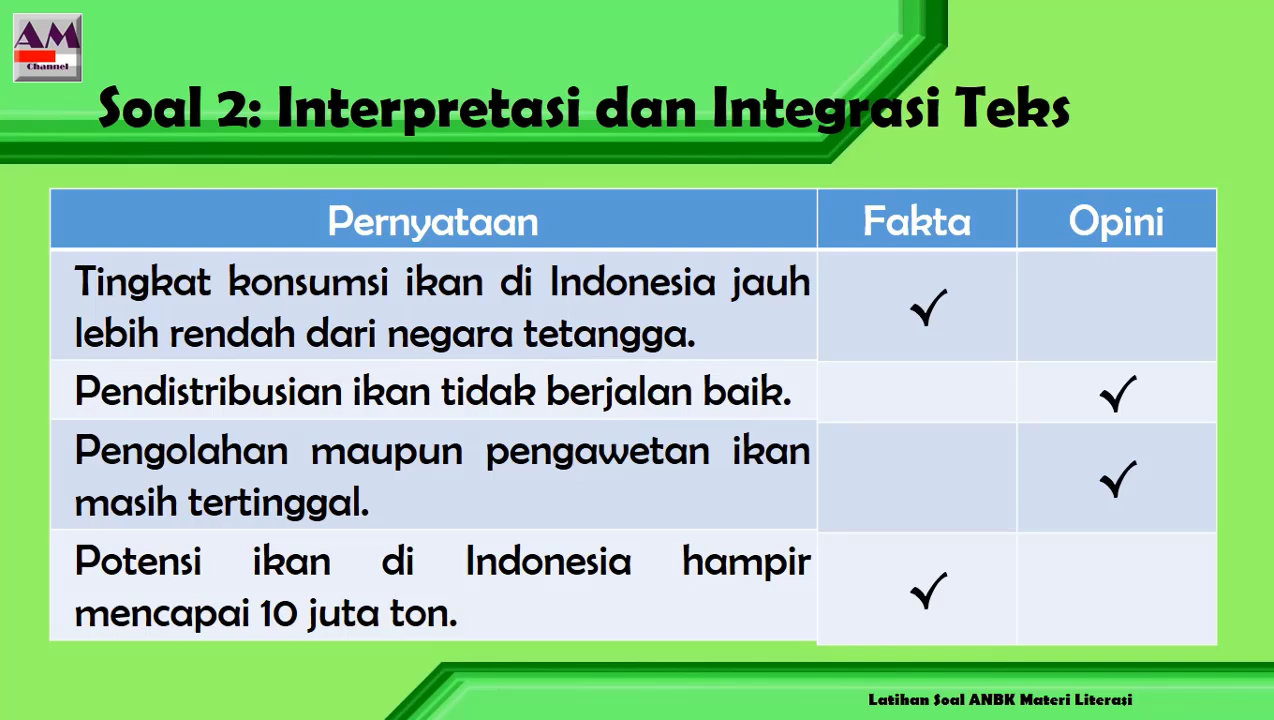 AM
Channel
Soal 2: Interpretasi dan Integrasi Teks
Pernyataan Fakta Opini
Tingkat konsumsi ikan di Indonesia jauh
lebih rendah dari negara tetangga. ✓
Pendistribusian ikan tidak berjalan baik. ✓
Pengolahan maupun pengawetan ikan
masih tertinggal. ✓
Potensi ikan di Indonesia hampir
mencapai 10 juta ton. ✓
Latihan Soal ANBK Materi Literasi